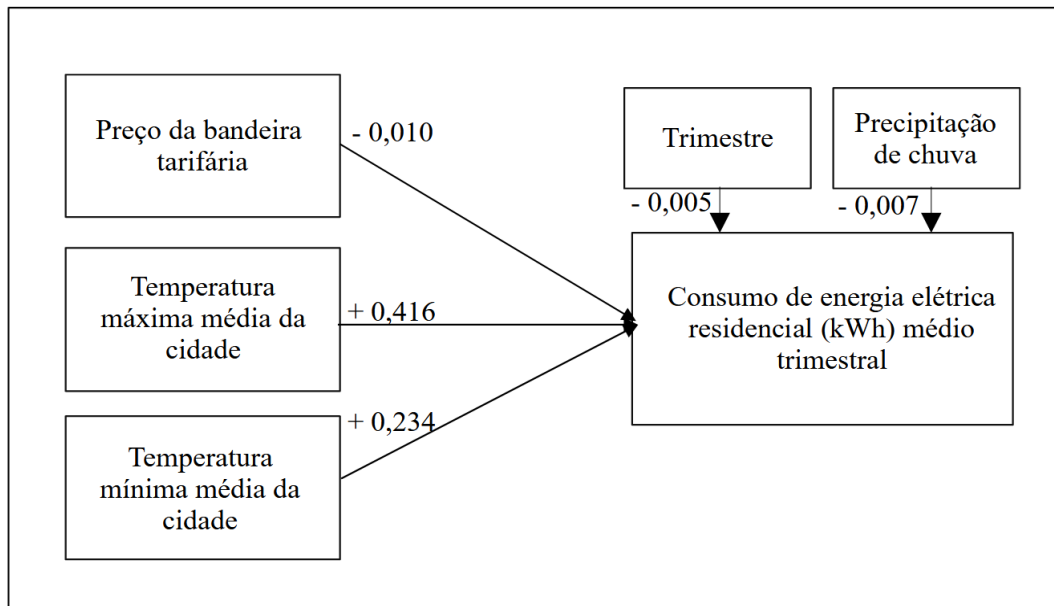 Preço da bandeira
tarifária
- 0,010
Temperatura
máxima média da
cidade
+ 0,416
Temperatura
mínima média da
cidade
+ 0,234
Trimestre
- 0,005
Precipitação
de chuva
- 0,007
Consumo de energia elétrica
residencial (kWh) médio
trimestral